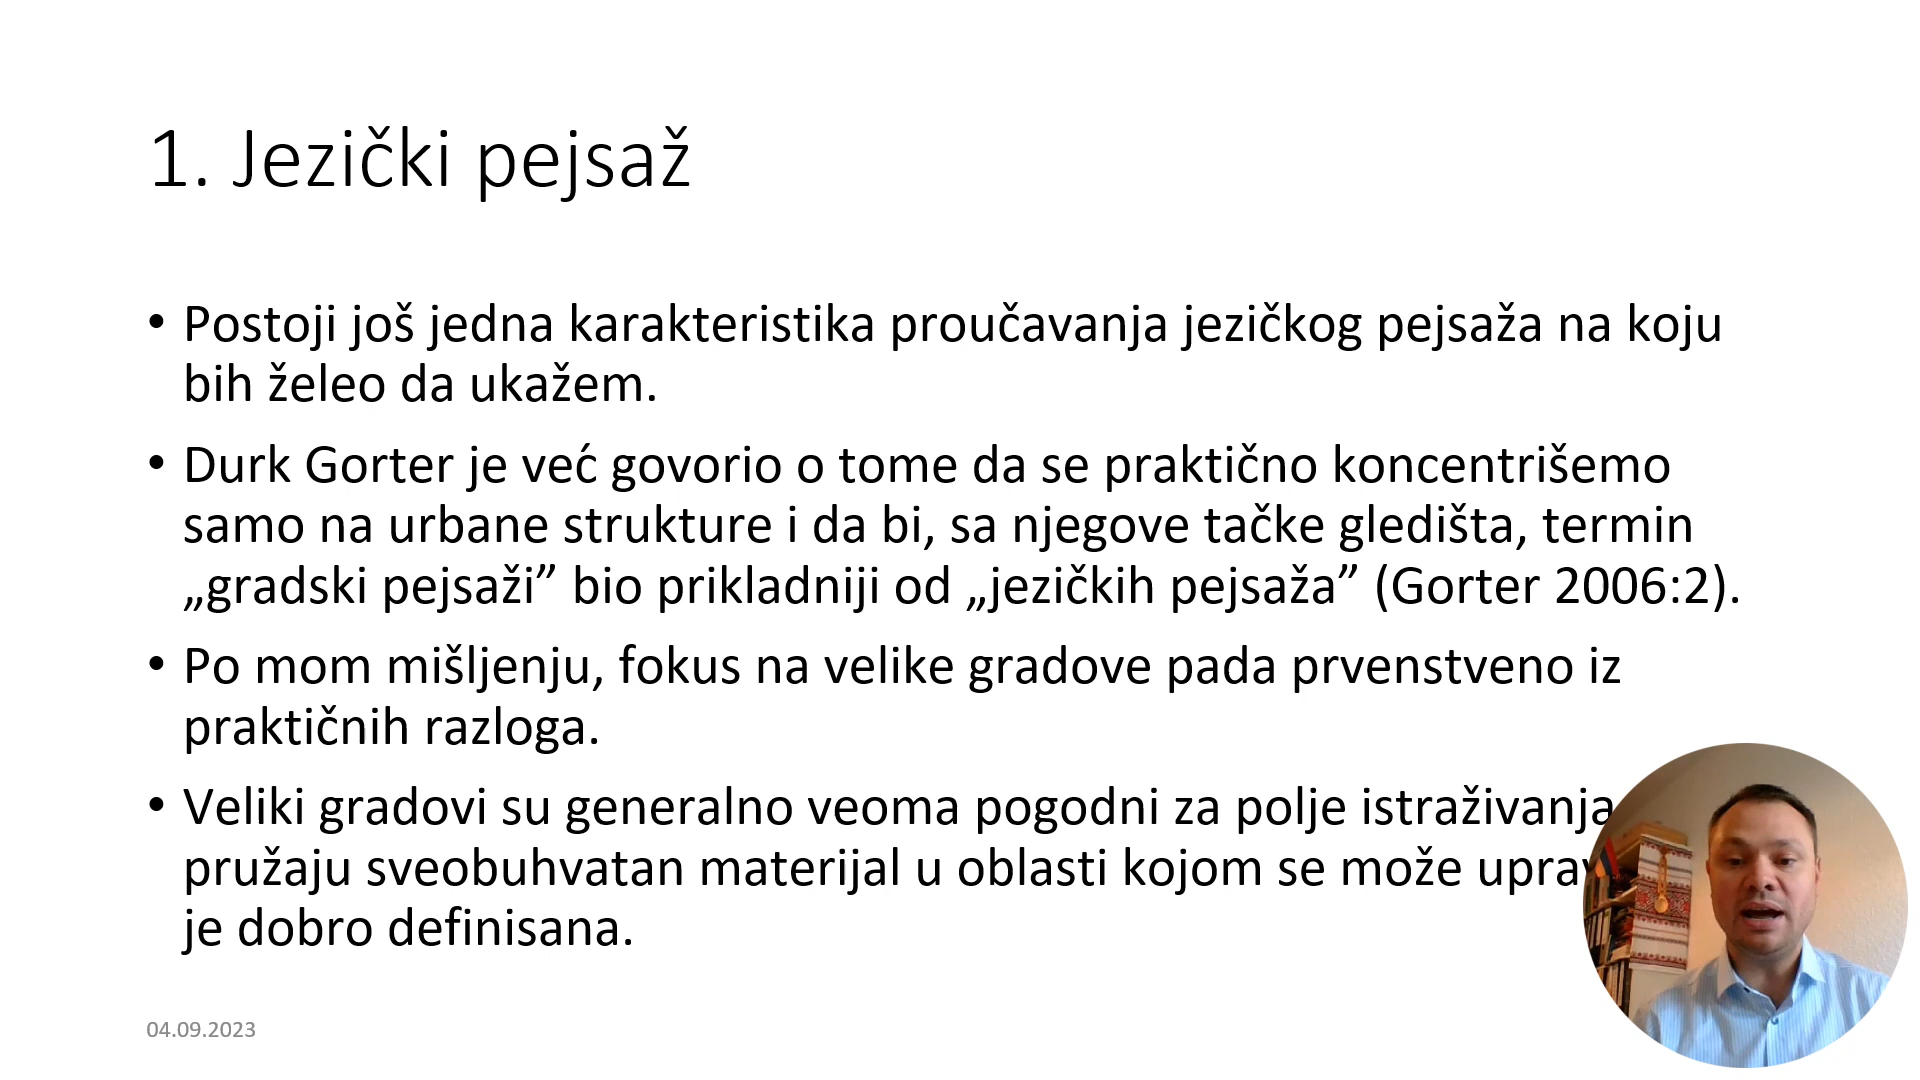 1. Jezički pejsaž
• Postoji još jedna karakteristika proučavanja jezičkog pejsaža na koju
bih želeo da ukažem.
• Durk Gorter je već govorio o tome da se praktično koncentrišemo
samo na urbane strukture i da bi, sa njegove tačke gledišta, termin
„gradski pejsaži” bio prikladniji od „jezičkih pejsaža” (Gorter 2006:2).
• Po mom mišljenju, fokus na velike gradove pada prvenstveno iz
praktičnih razloga.
• Veliki gradovi su generalno veoma pogodni za polje istraživanja
pružaju sveobuhvatan materijal u oblasti kojom se može
je dobro definisana.
04.09.2023